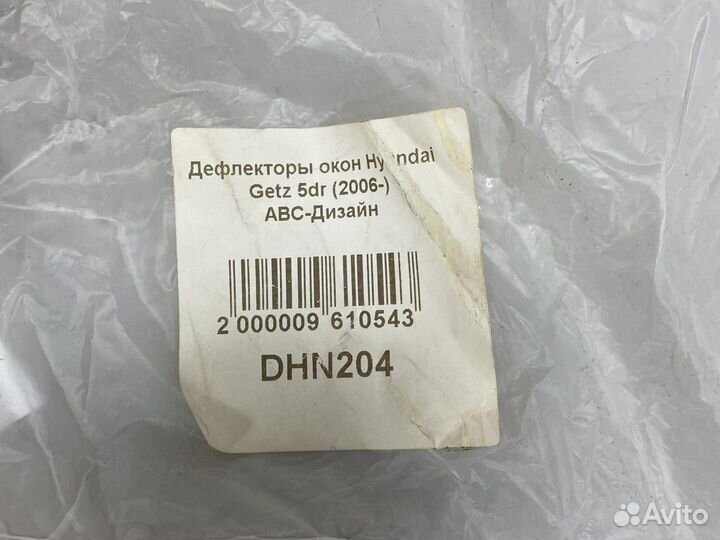 Дефлекторы окон Hyundai
Getz 5dr (2006-)
АВС-Дизайн
2 000009 610543
DHN204
Avito